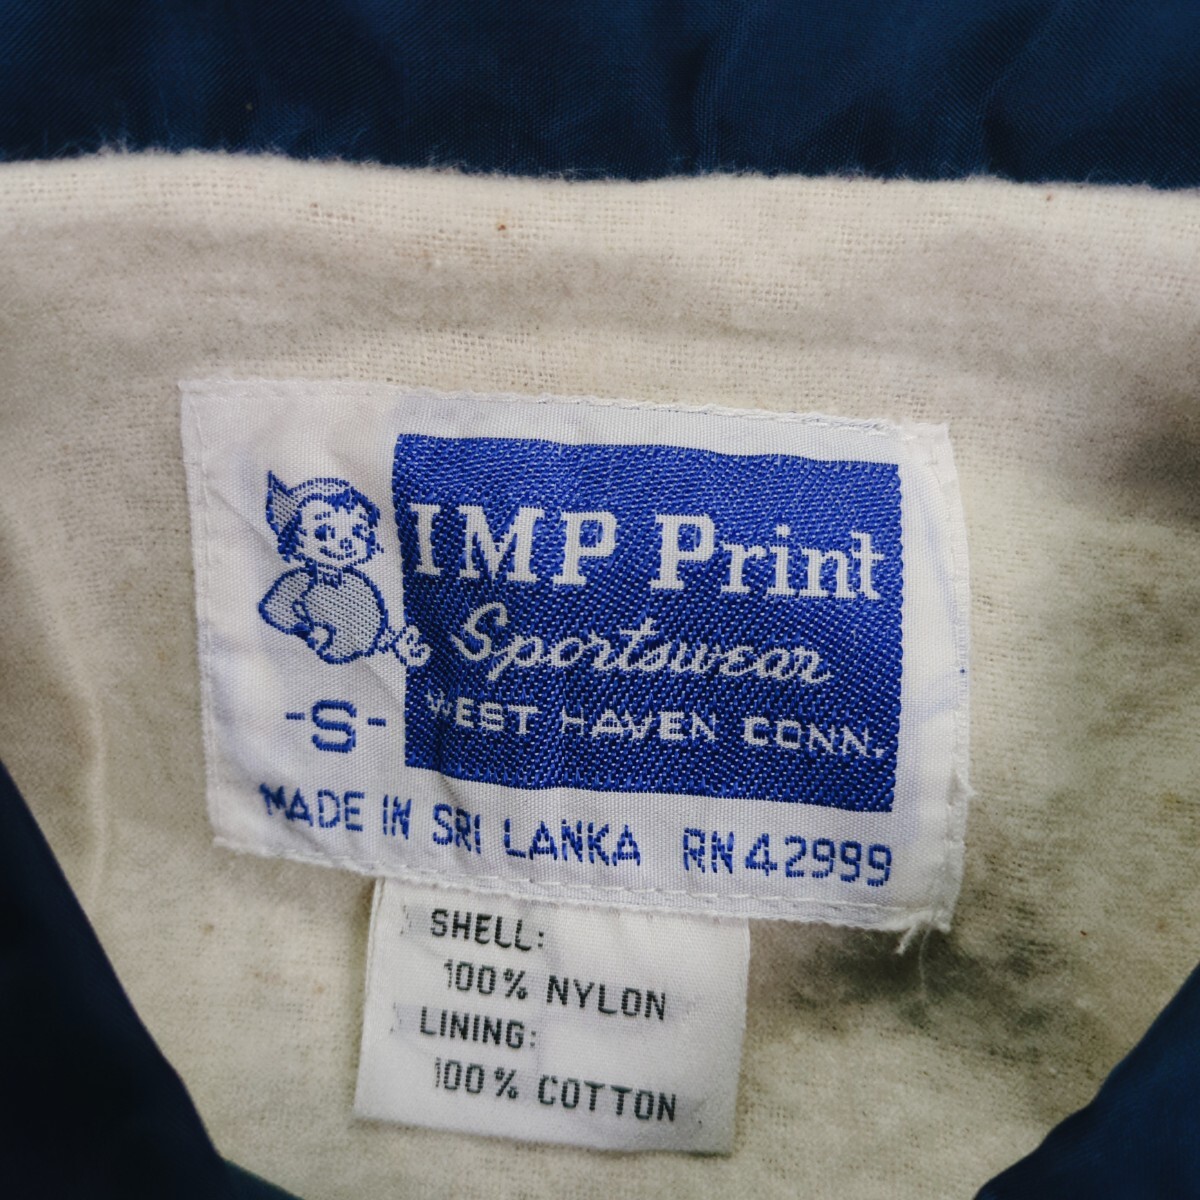 IMP Print
Sportswear
WEST HAVEN CONN.
-S-
MADE IN SRI LANKA RN 42999
SHELL:
100% NYLON
LINING:
100% COTTON